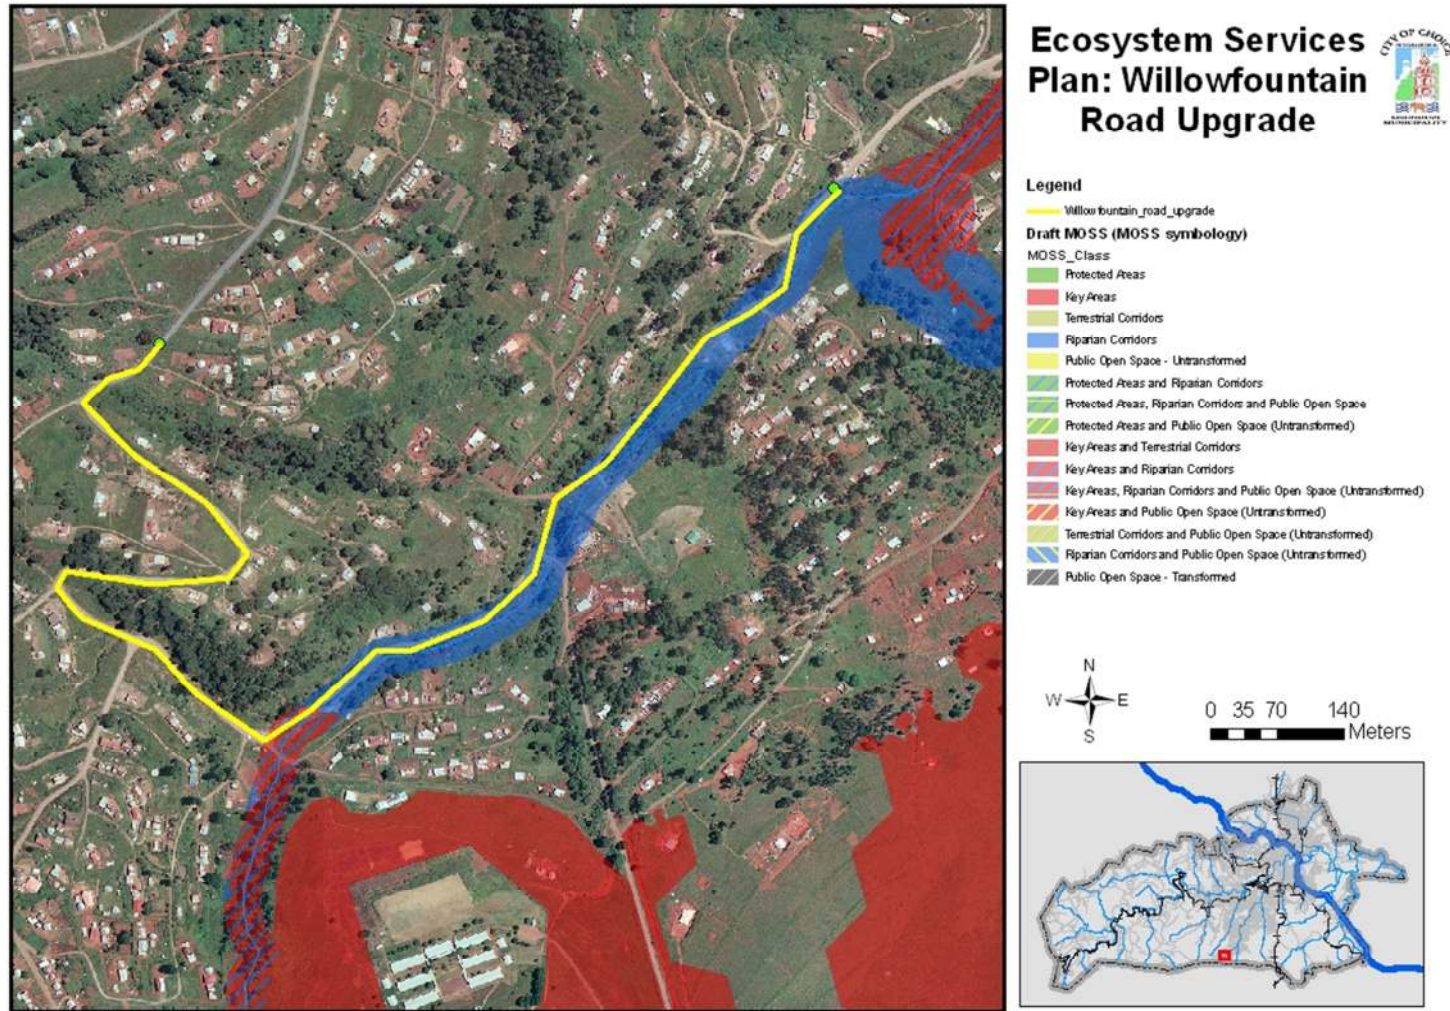 Ecosystem Services
Plan: Willowfountain
Road Upgrade
CITY OF CHOICE
MUNICIPALITY
Legend
Willowfountain_road_upgrade
Draft MOSS (MOSS symbology)
MOSS_Class
Protected Areas
Key Areas
Terrestrial Corridors
Riparian Corridors
Public Open Space - Untransformed
Protected Areas and Riparian Corridors
Protected Areas, Riparian Corridors and Public Open Space
Protected Areas and Public Open Space (Untransformed)
Key Areas and Terrestrial Corridors
Key Areas and Riparian Corridors
Key Areas, Riparian Corridors and Public Open Space (Untransformed)
Key Areas and Public Open Space (Untransformed)
Terrestrial Corridors and Public Open Space (Untransformed)
Riparian Corridors and Public Open Space (Untransformed)
Public Open Space - Transformed
N
W E
S
0 35 70 140
Meters